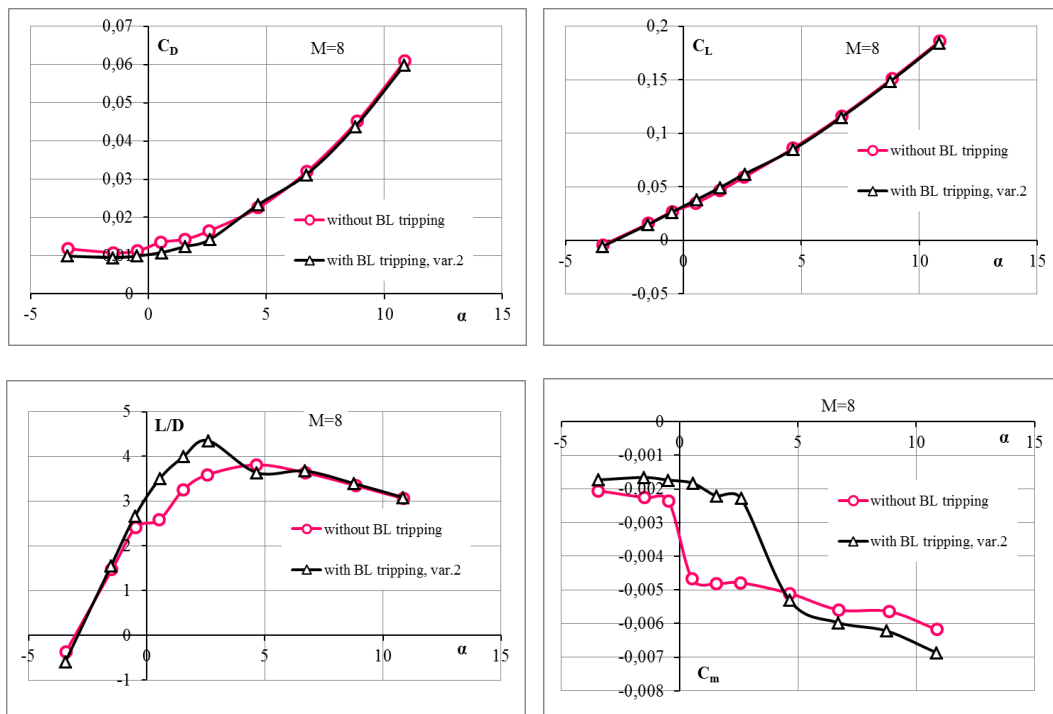 0,07
C_D
M=8
0,06
0,05
0,04
0,03
without BL tripping
0,02
with BL tripping, var.2
0,01
0
-5
0
5
10
15
α
0,2
C_L
M=8
0,15
without BL tripping
0,1
with BL tripping, var.2
0,05
0
-5
0
5
10
15
α
-0,05
5
L/D
M=8
4
3
without BL tripping
2
with BL tripping, var.2
1
0
-5
0
5
10
15
α
-1
M=8
0
-5
0
5
10
15
α
-0,001
-0,002
without BL tripping
-0,003
with BL tripping, var.2
-0,004
-0,005
-0,006
-0,007
C_m
-0,008